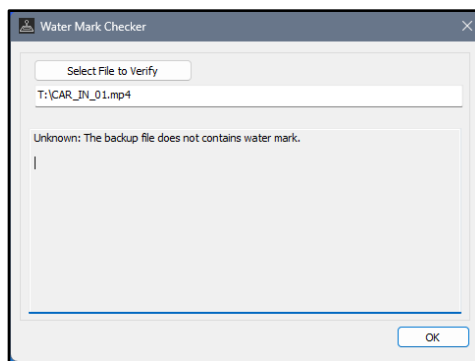 Water Mark Checker
Select File to Verify
T:\CAR_IN_01.mp4
Unknown: The backup file does not contains water mark.
OK